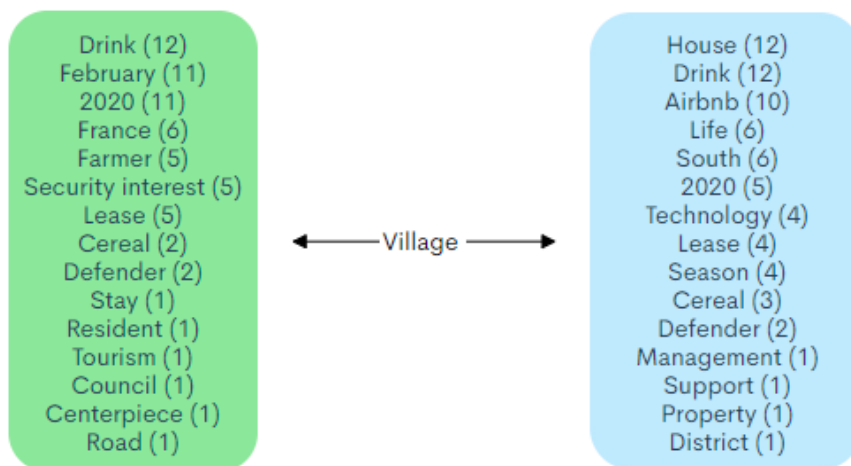 Drink (12)
February (11)
2020 (11)
France (6)
Farmer (5)
Security interest (5)
Lease (5)
Cereal (2)
Defender (2)
Stay (1)
Resident (1)
Tourism (1)
Council (1)
Centerpiece (1)
Road (1)
Village
House (12)
Drink (12)
Airbnb (10)
Life (6)
South (6)
2020 (5)
Technology (4)
Lease (4)
Season (4)
Cereal (3)
Defender (2)
Management (1)
Support (1)
Property (1)
District (1)